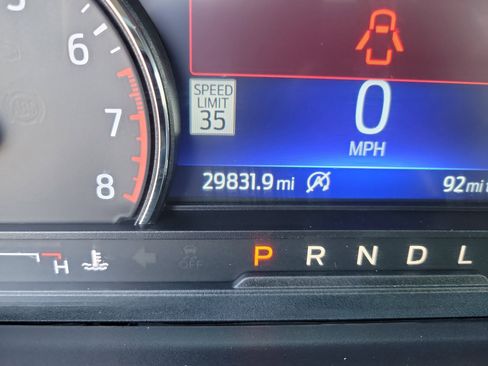 6
7
8
SPEED
LIMIT
35
0
MPH
29831.9 mi
92 mi
H
OFF
P R N D L